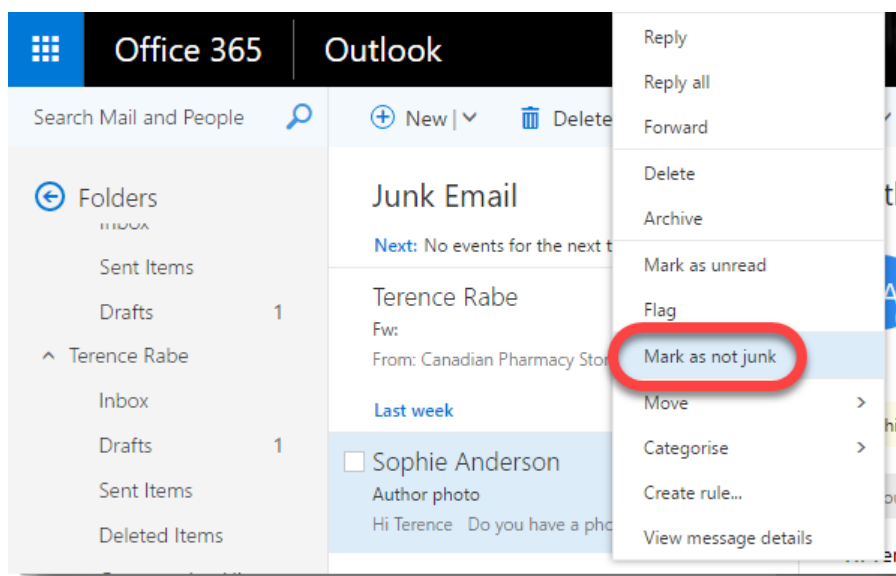 Office 365
Outlook
Search Mail and People
New
Delete
Folders
Inbox
Sent Items
Drafts 1
Terence Rabe
Inbox
Drafts 1
Sent Items
Deleted Items
Junk Email
Next: No events for the next
Terence Rabe
Fw:
From: Canadian Pharmacy
Last week
Sophie Anderson
Author photo
Hi Terence Do you have a
Reply
Reply all
Forward
Delete
Archive
Mark as unread
Flag
Mark as not junk
Move
Categorise
Create rule...
View message details